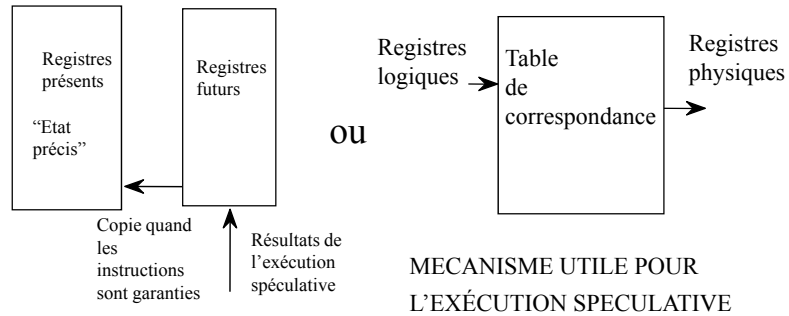 Registres
présents
“Etat
précis”
Registres
futurs
Copie quand
les
instructions
sont garanties
Résultats de
l’exécution
spéculative
ou
Registres
logiques
Table
de
correspondance
Registres
physiques
MECANISME UTILE POUR
L’EXÉCUTION SPECULATIVE